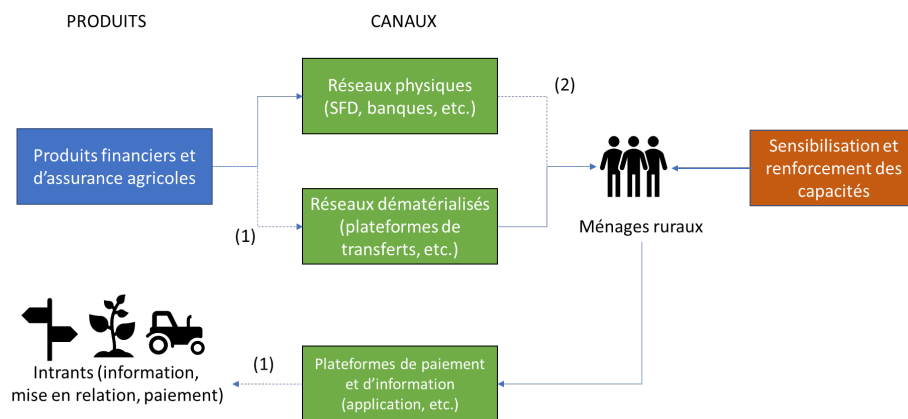 PRODUITS
CANAUX
Réseaux physiques
(SFD, banques, etc.)
(2)
Produits financiers et
d'assurance agricoles
Sensibilisation et
renforcement des
capacités
Réseaux dématérialisés
(plateformes de
transferts, etc.)
(1)
Ménages ruraux
Intrants (information,
mise en relation, paiement)
(1)
Plateformes de paiement
et d'information
(application, etc.)